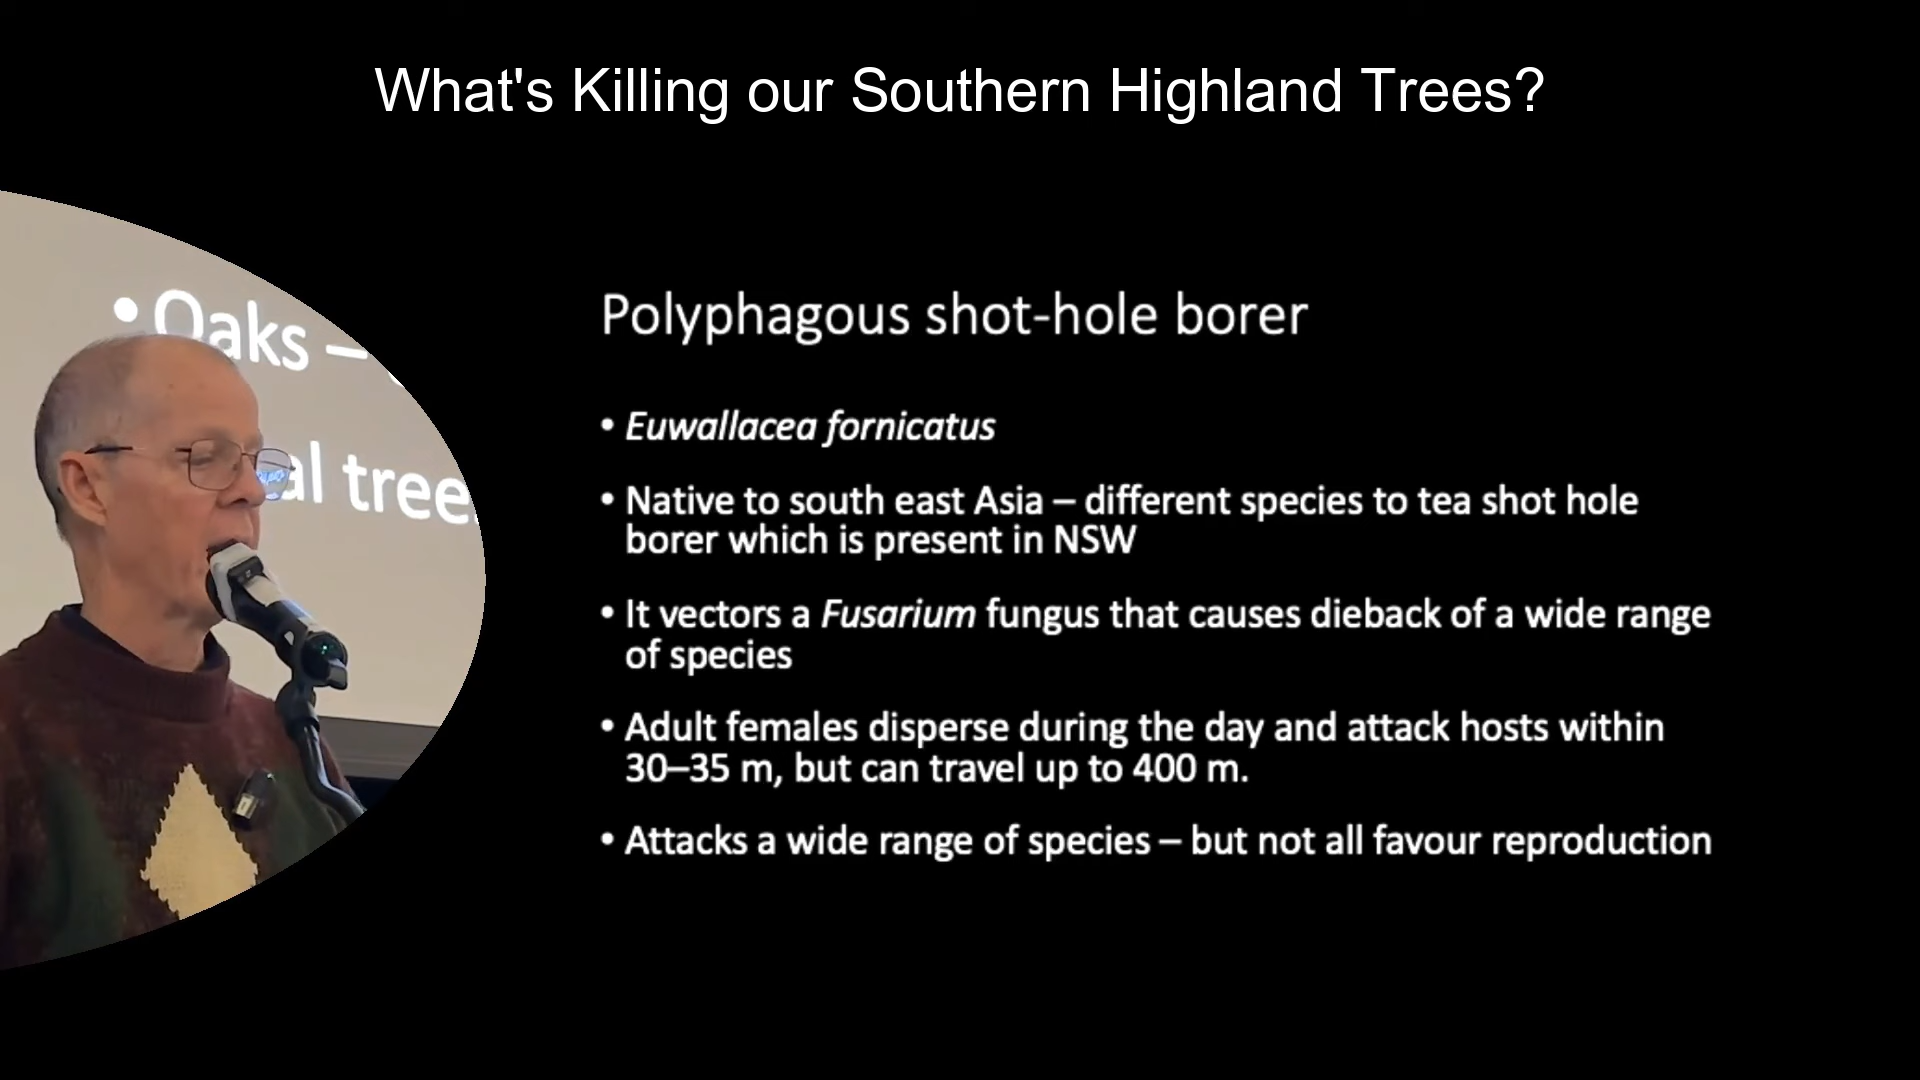 What's Killing our Southern Highland Trees?
• Oaks –
al tree
Polyphagous shot-hole borer
• Euwallacea fornicatus
• Native to south east Asia – different species to tea shot hole
borer which is present in NSW
• It vectors a Fusarium fungus that causes dieback of a wide range
of species
• Adult females disperse during the day and attack hosts within
30–35 m, but can travel up to 400 m.
• Attacks a wide range of species – but not all favour reproduction